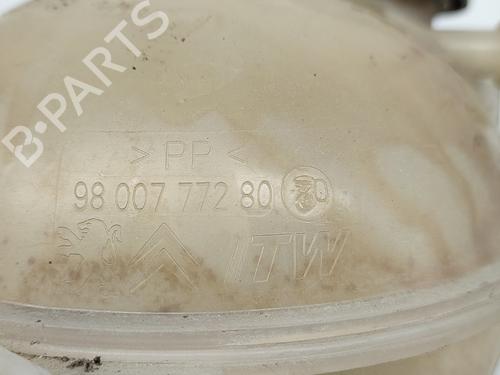 B-PARTS
> PP <
98 007 772 80
ITW